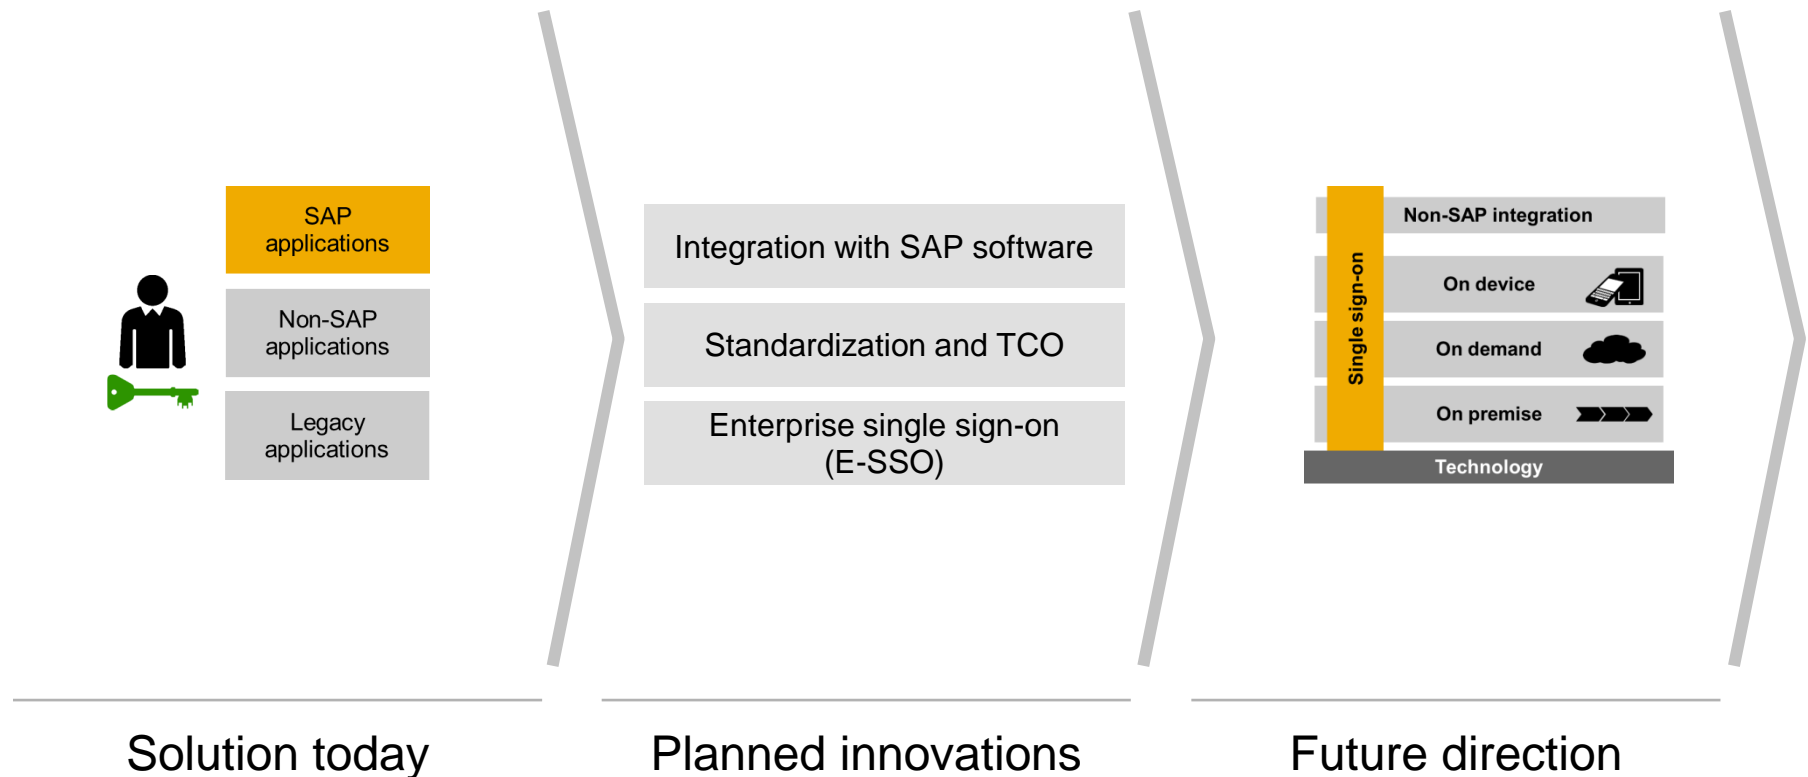 SAP
applications
Non-SAP
applications
Legacy
applications
Solution today
Integration with SAP software
Standardization and TCO
Enterprise single sign-on
(E-SSO)
Planned innovations
Single sign-on
Non-SAP integration
On device
On demand
On premise
Technology
Future direction